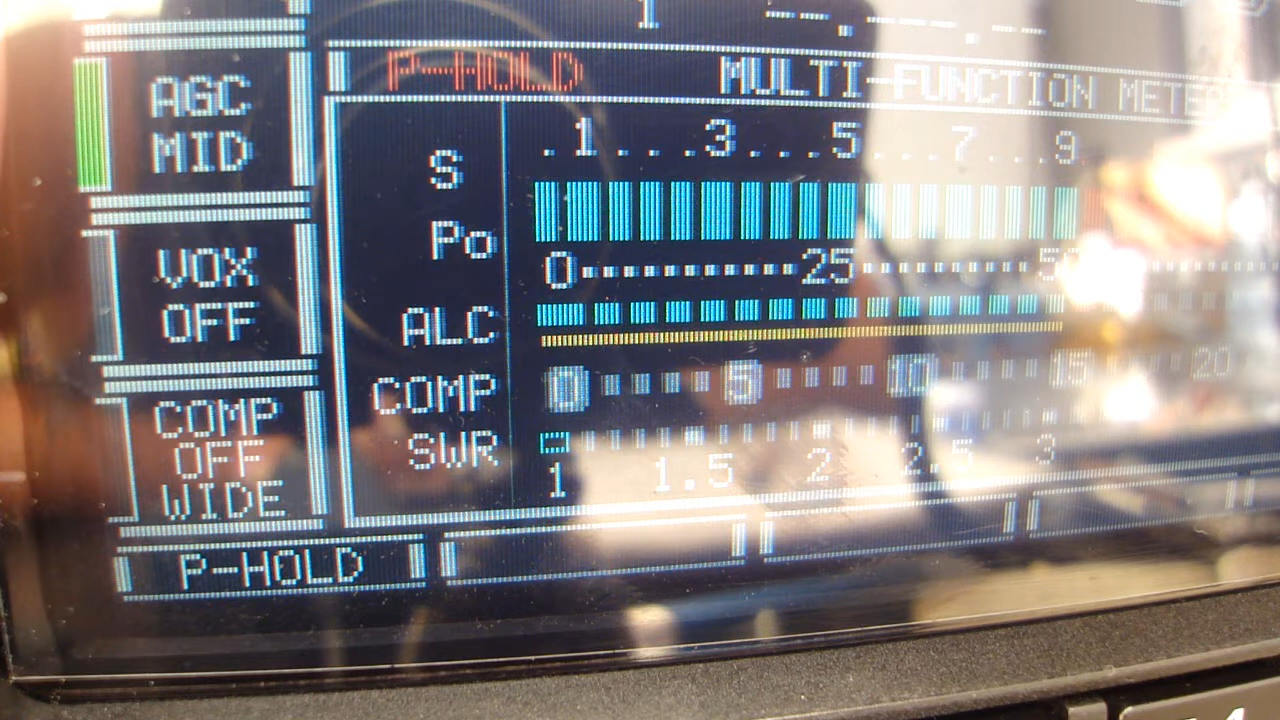 1 --.---.---
AGC
MID
VOX
OFF
COMP
OFF
WIDE
P-HOLD MULTI-FUNCTION METER
S .1...3...5...7...9
Po
0 25 50
ALC
COMP 0 5 10 15 20
SWR
1 1.5 2 2.5 3
P-HOLD